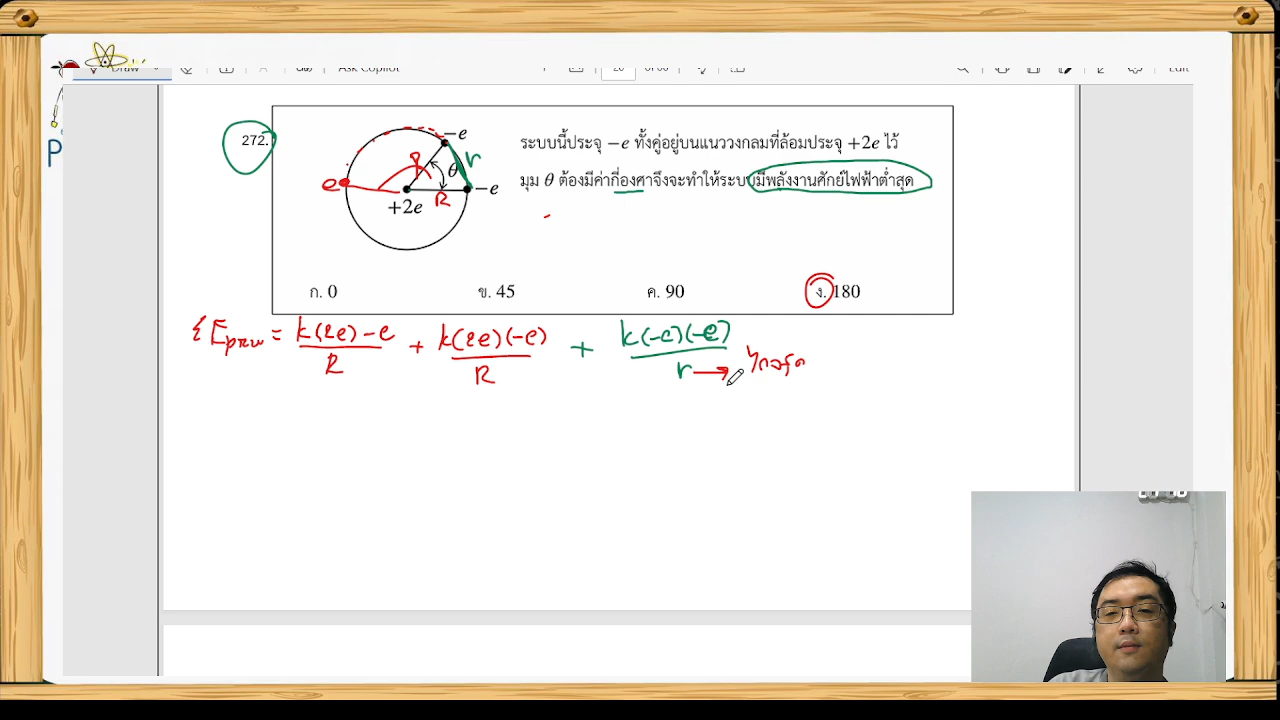 Draw
Ask Copilot
Edit
P
272.
−e
r
θ
R
−e
e
+2e
R
ระบบนี้ประจุ −e ทั้งคู่อยู่บนแนววงกลมที่ล้อมประจุ +2e ไว้
มุม θ ต้องมีค่ากี่องศาจึงจะทำให้ระบบมีพลังงานศักย์ไฟฟ้าต่ำสุด
ก. 0 ข. 45 ค. 90 ง. 180
k(2e)-e + k(2e)(-e) + k(-e)(-e)
R R r → ไกลสุด